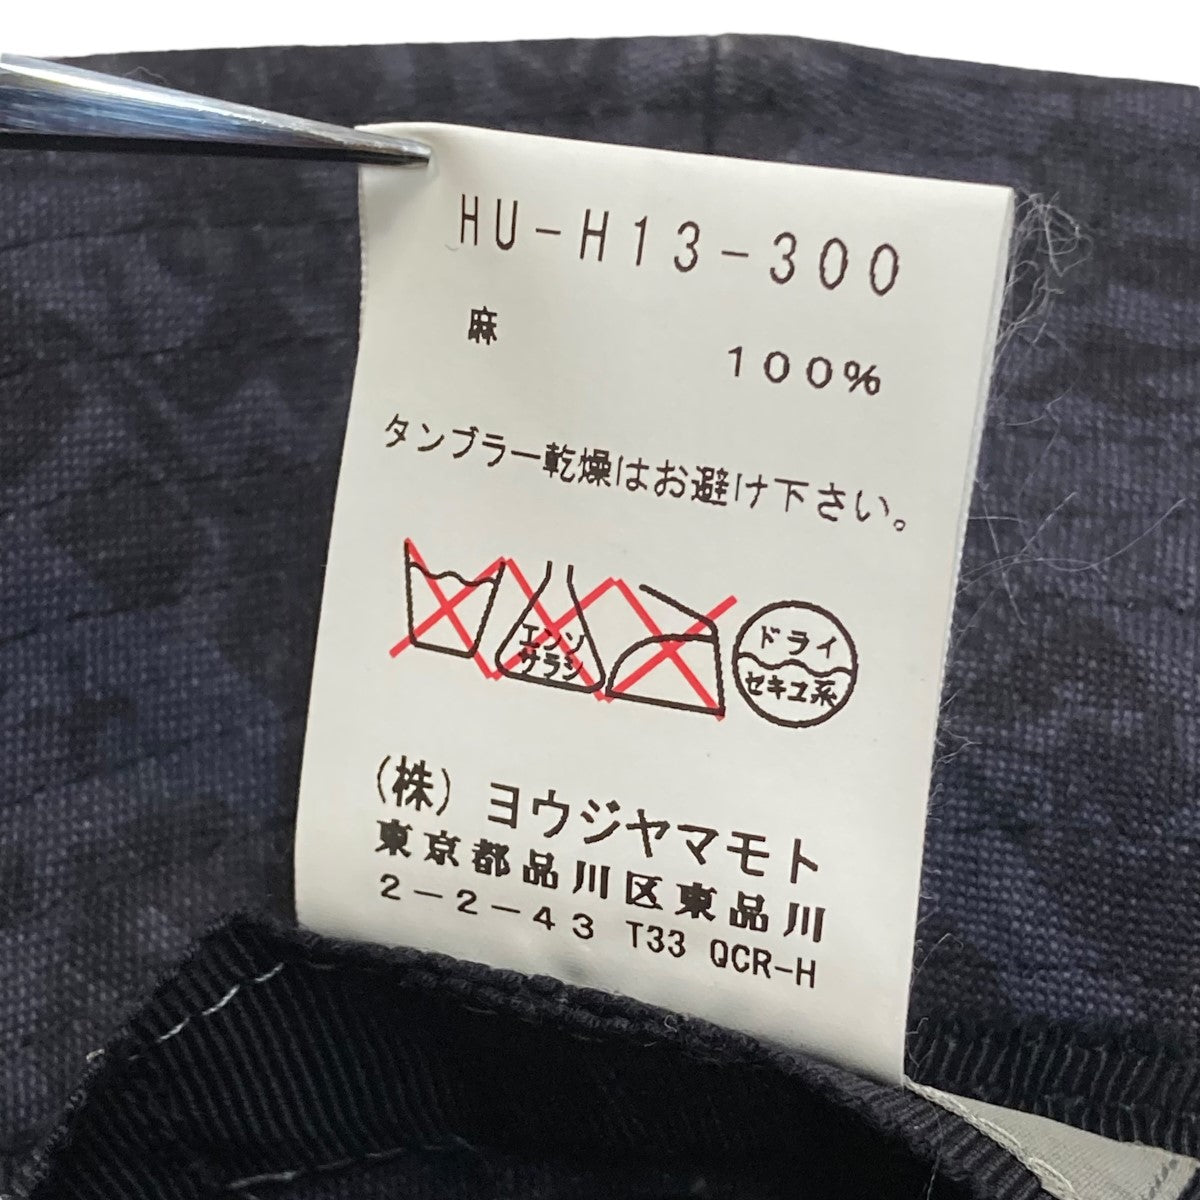 HU-H13-300
麻 100%
タンブラー乾燥はお避け下さい。
エンソ
サラシ
ドライ
セキユ系
(株) ヨウジヤマモト
東京都品川区東品川
2-2-43 T33 QCR-H